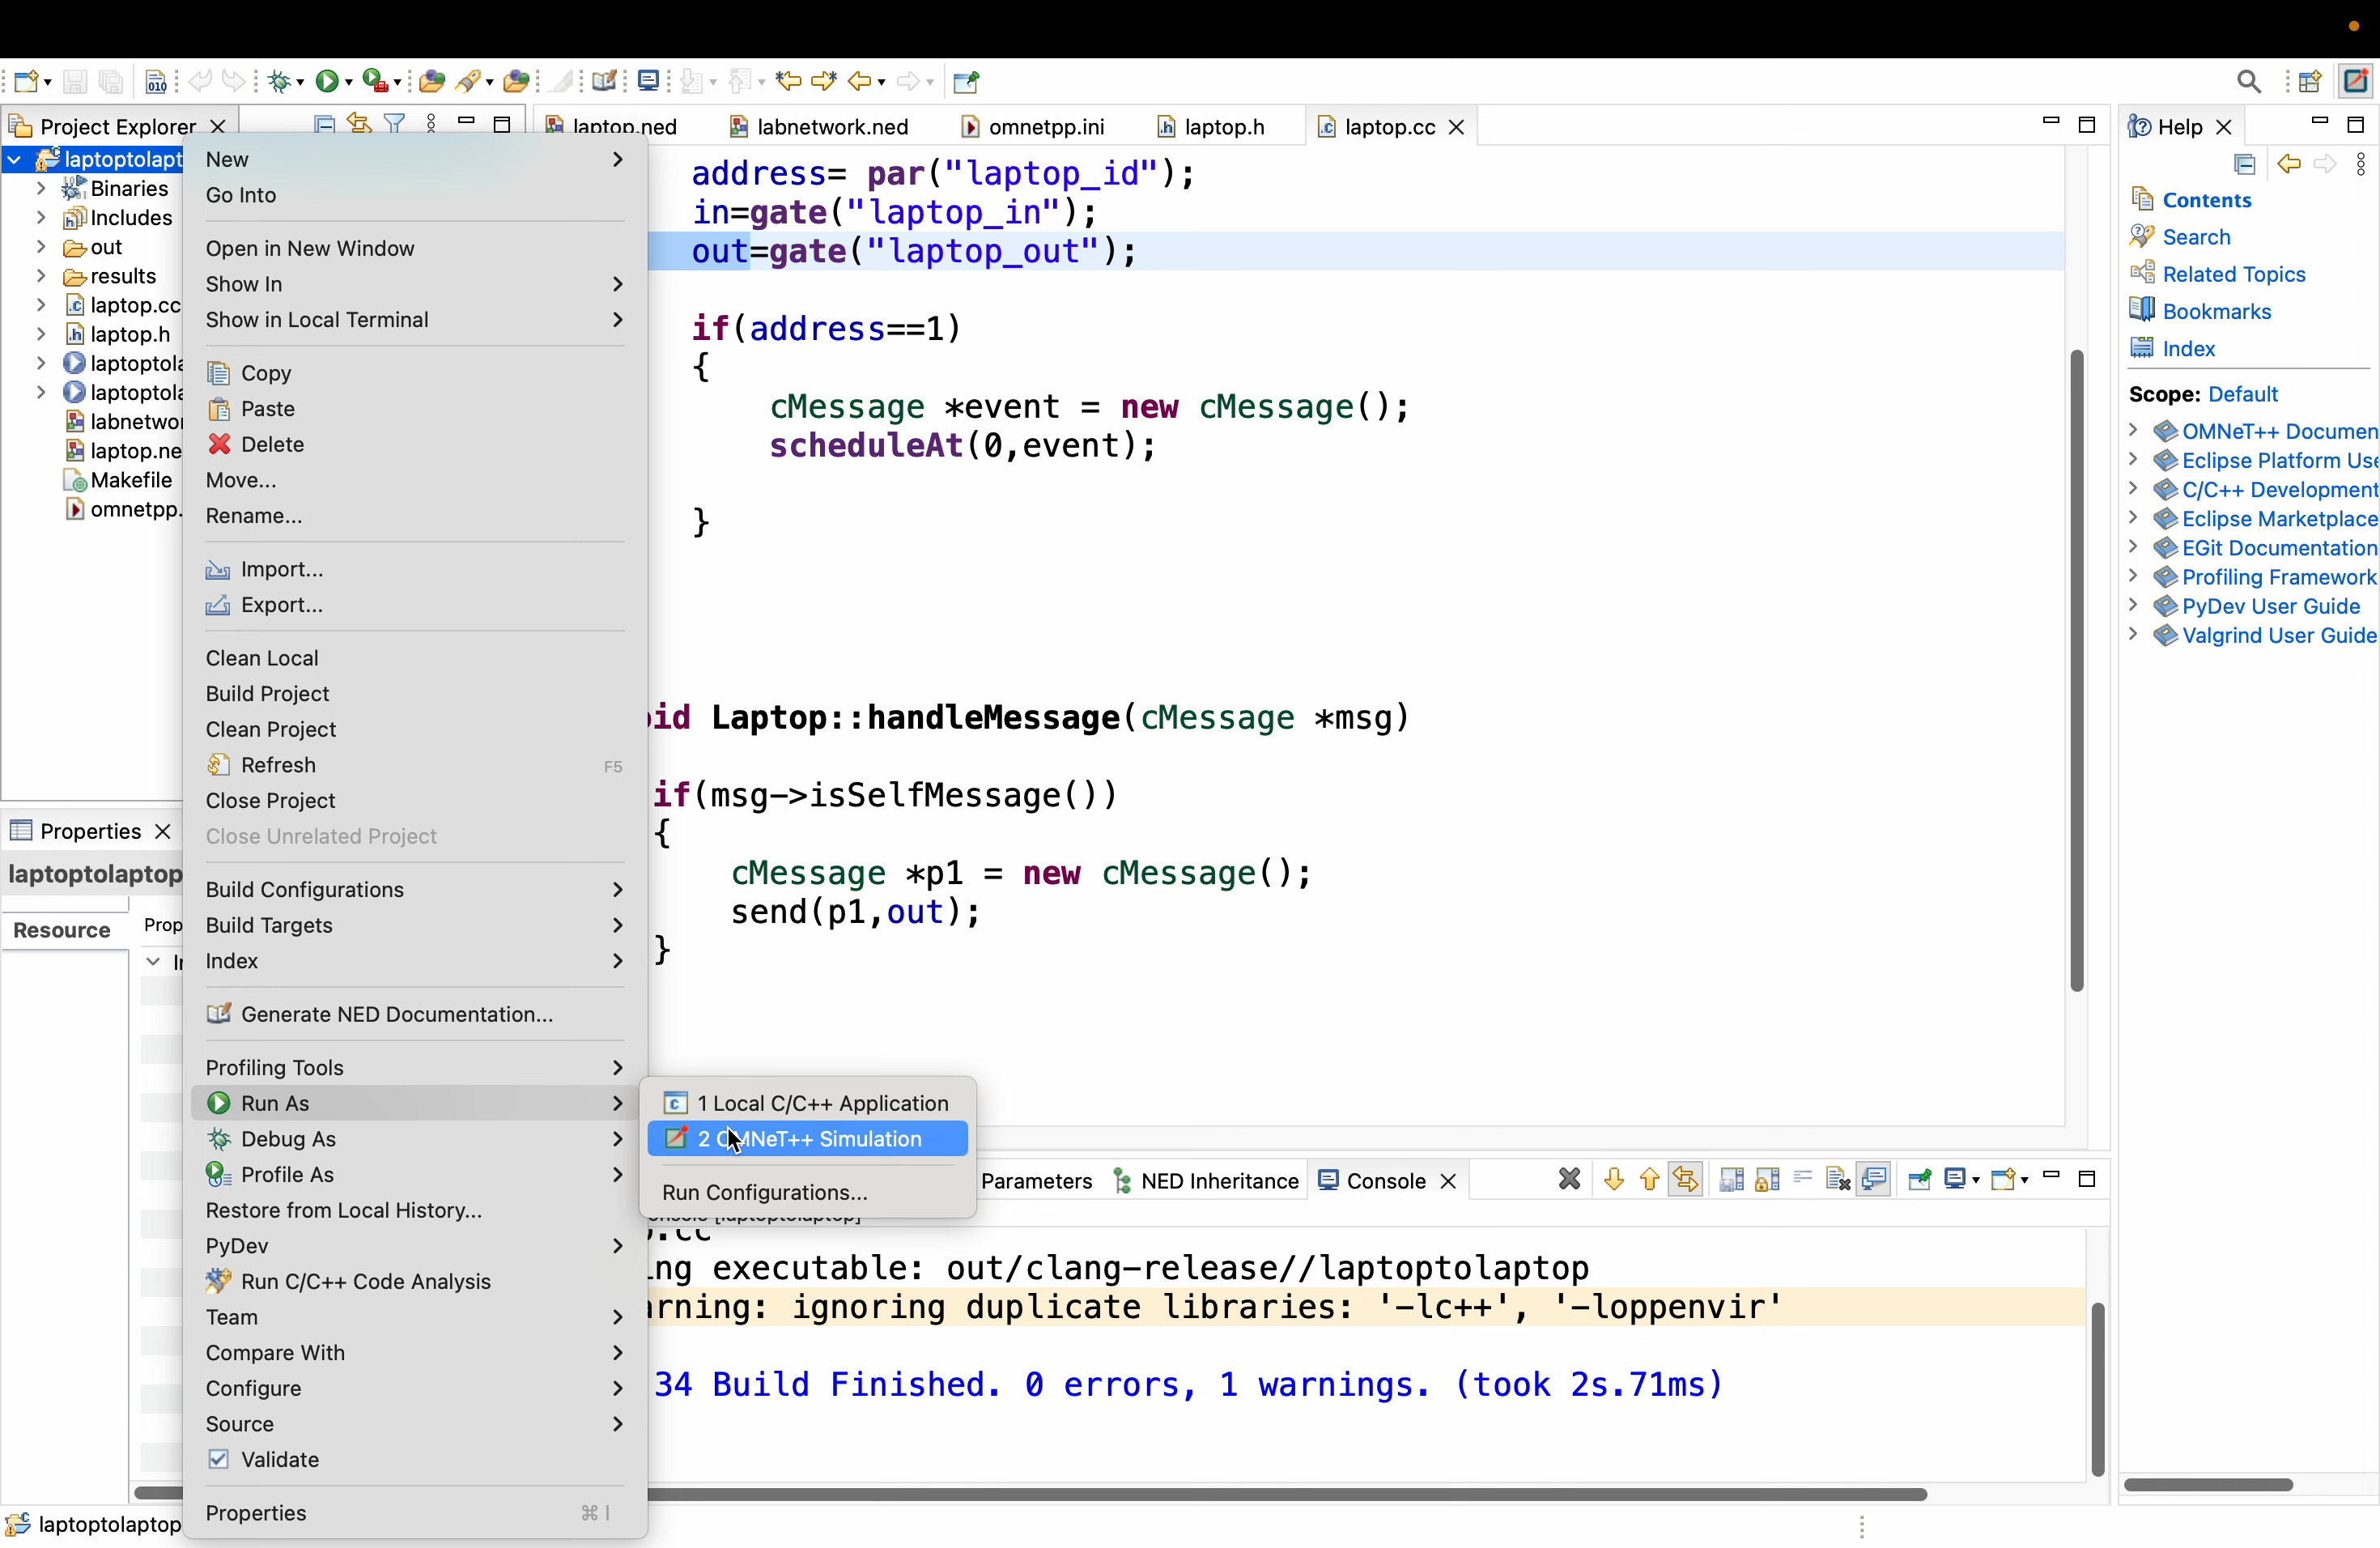 Project Explorer
laptop.ned
labnetwork.ned
omnetpp.ini
laptop.h
laptop.cc
Help
laptoptolapt
Binaries
Includes
out
results
laptop.cc
laptop.h
laptoptola
laptoptola
labnetwor
laptop.ne
Makefile
omnetpp.
New
Go Into
Open in New Window
Show In
Show in Local Terminal
Copy
Paste
Delete
Move...
Rename...
Import...
Export...
Clean Local
Build Project
Clean Project
Refresh F5
Close Project
Close Unrelated Project
Build Configurations
Build Targets
Index
Generate NED Documentation...
Profiling Tools
Run As
Debug As
Profile As
Restore from Local History...
PyDev
Run C/C++ Code Analysis
Team
Compare With
Configure
Source
Validate
Properties ⌘ I
1 Local C/C++ Application
2 OMNeT++ Simulation
Run Configurations...
address= par("laptop_id");
in=gate("laptop_in");
out=gate("laptop_out");
if(address==1)
{
cMessage *event = new cMessage();
scheduleAt(0,event);
}
id Laptop::handleMessage(cMessage *msg)
if(msg->isSelfMessage())
{
cMessage *p1 = new cMessage();
send(p1,out);
}
Properties
laptoptolaptop
Resource
Prop
Parameters
NED Inheritance
Console
ng executable: out/clang-release//laptoptolaptop
rning: ignoring duplicate libraries: '-lc++', '-loppenvir'
34 Build Finished. 0 errors, 1 warnings. (took 2s.71ms)
Contents
Search
Related Topics
Bookmarks
Index
Scope: Default
OMNeT++ Documen
Eclipse Platform Use
C/C++ Development
Eclipse Marketplace
EGit Documentation
Profiling Framework
PyDev User Guide
Valgrind User Guide
laptoptolaptop